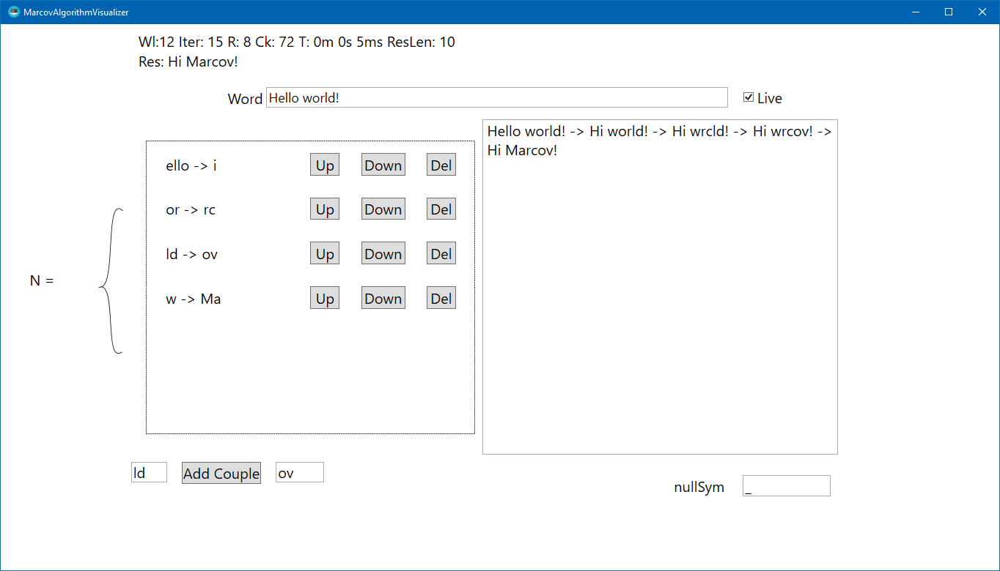 MarcovAlgorithmVisualizer
Wl:12 Iter: 15 R: 8 Ck: 72 T: 0m 0s 5ms ResLen: 10
Res: Hi Marcov!
Word Hello world! Live
Hello world! -> Hi world! -> Hi wrcld! -> Hi wrcov! ->
Hi Marcov!
ello -> i Up Down Del
or -> rc Up Down Del
ld -> ov Up Down Del
N =
w -> Ma Up Down Del
ld Add Couple ov
nullSym _